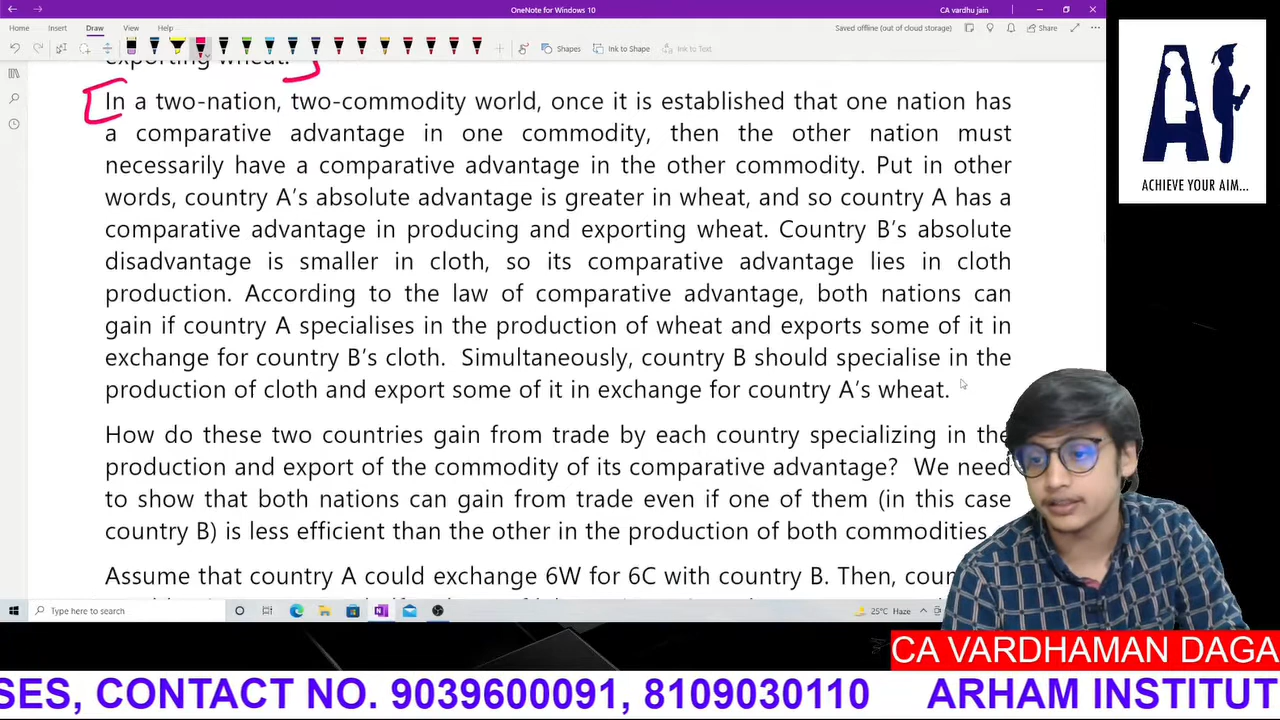 OneNote for Windows 10
CA vardhu jain
Home Insert Draw View Help
Saved offline (out of cloud storage)
Share
Shapes
Ink to Shape
Ink to Text
exporting wheat.
In a two-nation, two-commodity world, once it is established that one nation has
a comparative advantage in one commodity, then the other nation must
necessarily have a comparative advantage in the other commodity. Put in other
words, country A’s absolute advantage is greater in wheat, and so country A has a
comparative advantage in producing and exporting wheat. Country B’s absolute
disadvantage is smaller in cloth, so its comparative advantage lies in cloth
production. According to the law of comparative advantage, both nations can
gain if country A specialises in the production of wheat and exports some of it in
exchange for country B’s cloth. Simultaneously, country B should specialise in the
production of cloth and export some of it in exchange for country A’s wheat.
How do these two countries gain from trade by each country specializing in the
production and export of the commodity of its comparative advantage? We need
to show that both nations can gain from trade even if one of them (in this case
country B) is less efficient than the other in the production of both commodities
Assume that country A could exchange 6W for 6C with country B. Then,
Type here to search
25°C Haze
A
ACHIEVE YOUR AIM...
CA VARDHAMAN DAGA
SES, CONTACT NO. 9039600091, 8109030110 ARHAM INSTITUT